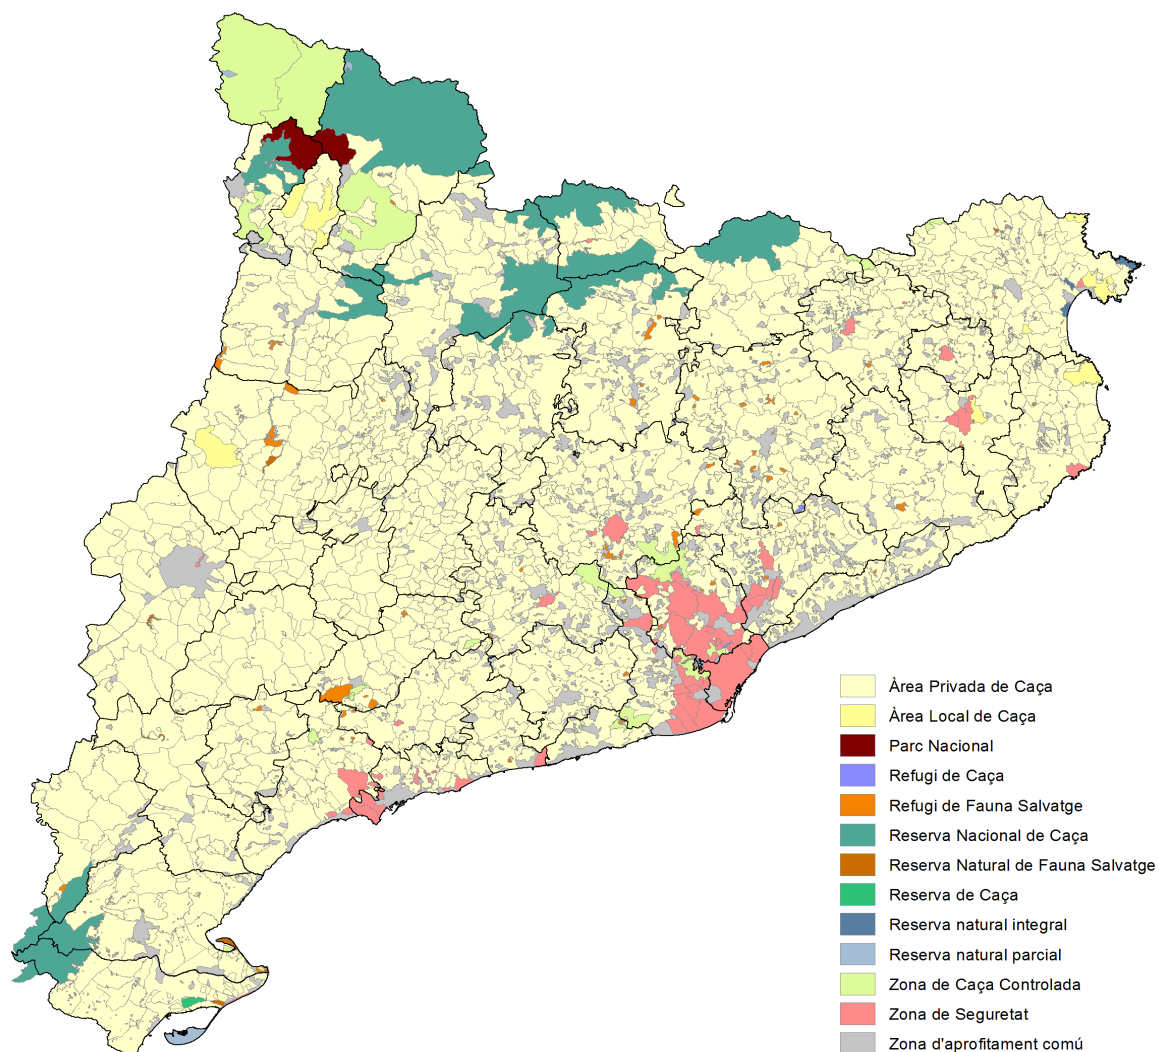 Àrea Privada de Caça
Àrea Local de Caça
Parc Nacional
Refugi de Caça
Refugi de Fauna Salvatge
Reserva Nacional de Caça
Reserva Natural de Fauna Salvatge
Reserva de Caça
Reserva natural integral
Reserva natural parcial
Zona de Caça Controlada
Zona de Seguretat
Zona d'aprofitament comú